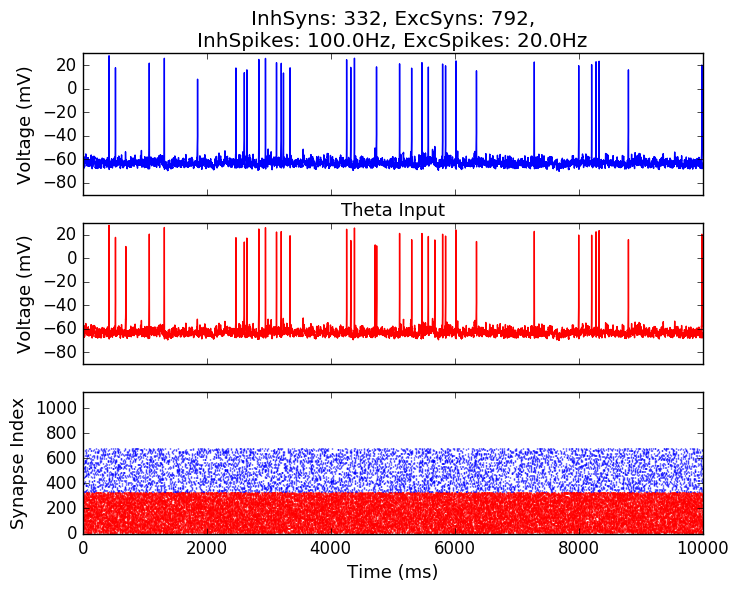 InhSyns: 332, ExcSyns: 792,
InhSpikes: 100.0Hz, ExcSpikes: 20.0Hz
20
0
−20
−40
−60
−80
Voltage (mV)
Theta Input
20
0
−20
−40
−60
−80
Voltage (mV)
1000
800
600
400
200
0
Synapse Index
0 2000 4000 6000 8000 10000
Time (ms)